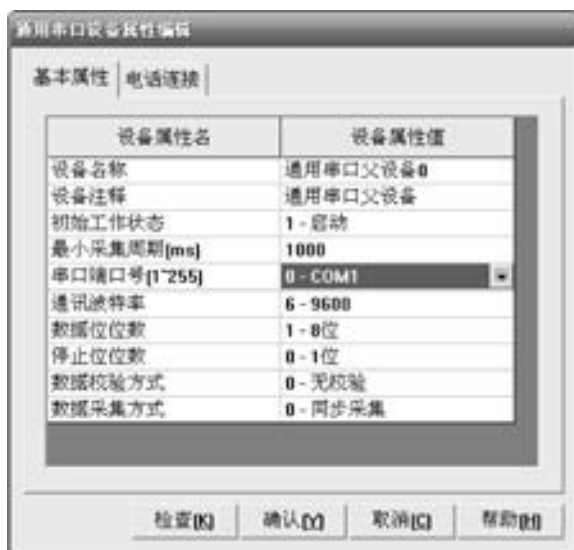 通用串口设备属性编辑
基本属性 电话连接
设备属性名 设备属性值
设备名称 通用串口父设备0
设备注释 通用串口父设备
初始工作状态 1 - 启动
最小采集周期(ms) 1000
串口端口号(1~255) 0 - COM1
通讯波特率 6 - 9600
数据位位数 1 - 8位
停止位位数 0 - 1位
数据校验方式 0 - 无校验
数据采集方式 0 - 同步采集
检查(K) 确认(Y) 取消(C) 帮助(H)